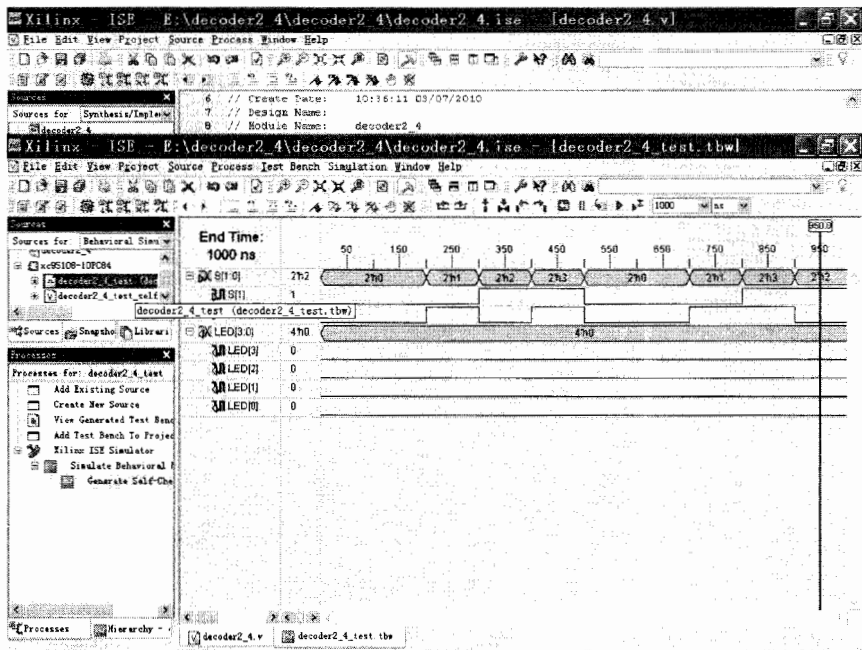 Xilinx - ISE - E:\decoder2_4\decoder2_4\decoder2_4.ise - [decoder2_4.v]
File Edit View Project Source Process Window Help
Sources
Sources for: Synthesis/Implem
decoder2_4
6 // Create Date: 10:36:11 03/07/2010
7 // Design Name:
8 // Module Name: decoder2_4
Xilinx - ISE - E:\decoder2_4\decoder2_4\decoder2_4.ise - [decoder2_4_test.tbw]
File Edit View Project Source Process Test Bench Simulation Window Help
1000 ns
Sources
Sources for: Behavioral Simu
xc95108-10PC84
decoder2_4_test (dec
decoder2_4_test_self
decoder2_4_test (decoder2_4_test.tbw)
Sources Snapsho Librari
End Time:
1000 ns
950.0
50 150 250 350 450 550 650 750 850 950
S[1:0] 2'h2 2'h0 2'h1 2'h2 2'h3 2'h0 2'h1 2'h3 2'h2
S[1] 1
LED[3:0] 4'h0 4'h0
LED[3] 0
LED[2] 0
LED[1] 0
LED[0] 0
Processes
Processes for: decoder2_4_test
Add Existing Source
Create New Source
View Generated Test Benc
Add Test Bench To Projec
Xilinx ISE Simulator
Simulate Behavioral M
Generate Self-Che
Processes Hierarchy -
decoder2_4.v decoder2_4_test.tbw